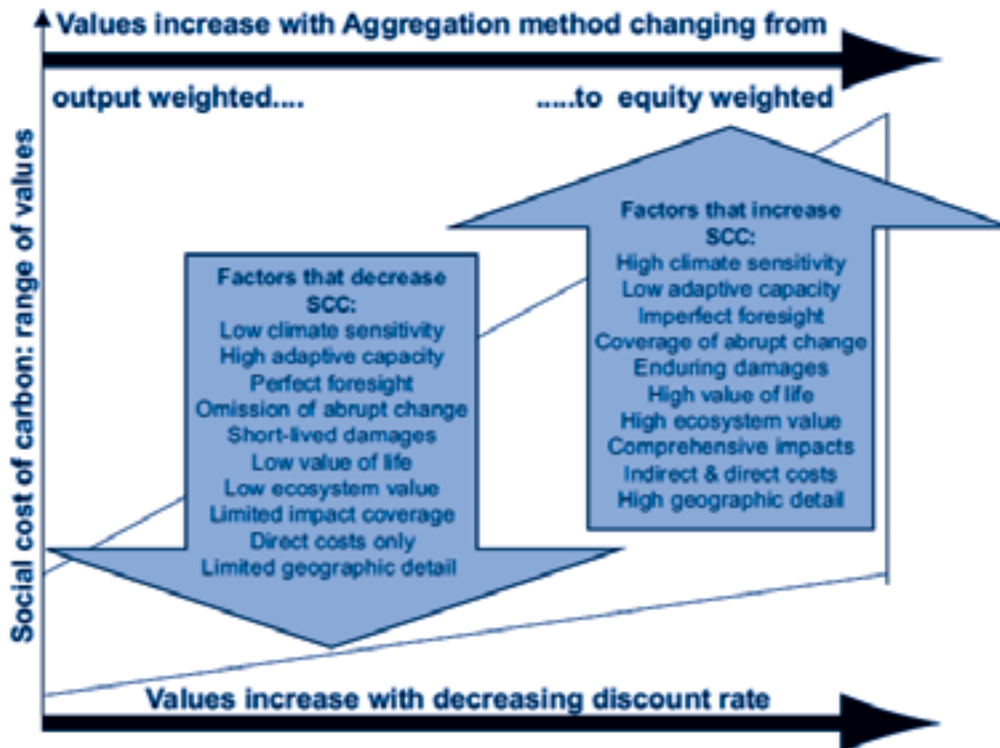 Values increase with Aggregation method changing from
output weighted....
.....to equity weighted
Social cost of carbon: range of values
Factors that decrease
SCC:
Low climate sensitivity
High adaptive capacity
Perfect foresight
Omission of abrupt change
Short-lived damages
Low value of life
Low ecosystem value
Limited impact coverage
Direct costs only
Limited geographic detail
Factors that increase
SCC:
High climate sensitivity
Low adaptive capacity
Imperfect foresight
Coverage of abrupt change
Enduring damages
High value of life
High ecosystem value
Comprehensive impacts
Indirect & direct costs
High geographic detail
Values increase with decreasing discount rate